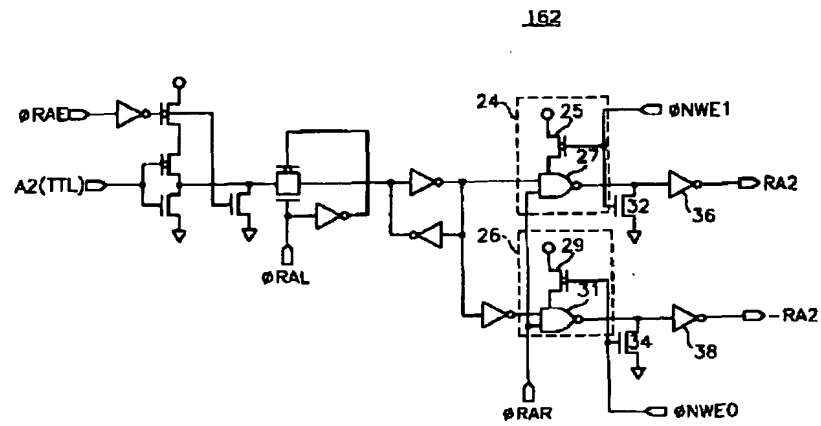 162
24
25
øNWE1
øRAE
27
A2(TTL)
RA2
32
36
26
29
øRAL
31
-RA2
34
38
øRAR
øNWE0